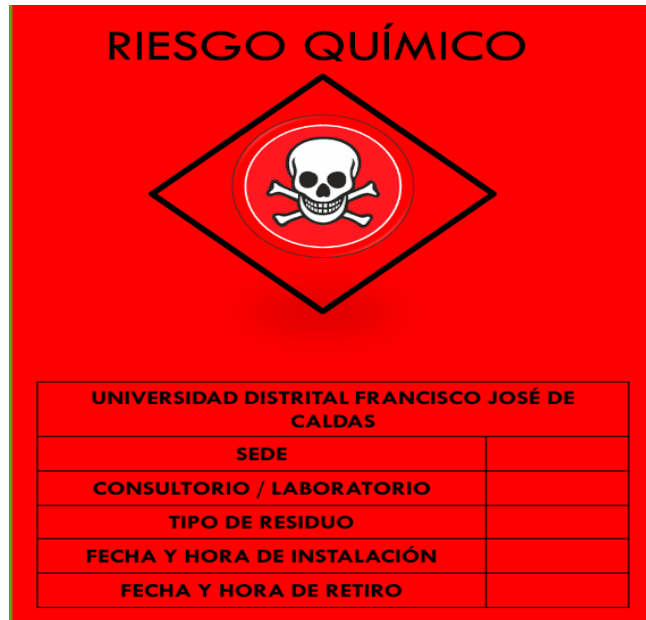 RIESGO QUÍMICO
UNIVERSIDAD DISTRITAL FRANCISCO JOSÉ DE
CALDAS
SEDE
CONSULTORIO / LABORATORIO
TIPO DE RESIDUO
FECHA Y HORA DE INSTALACIÓN
FECHA Y HORA DE RETIRO